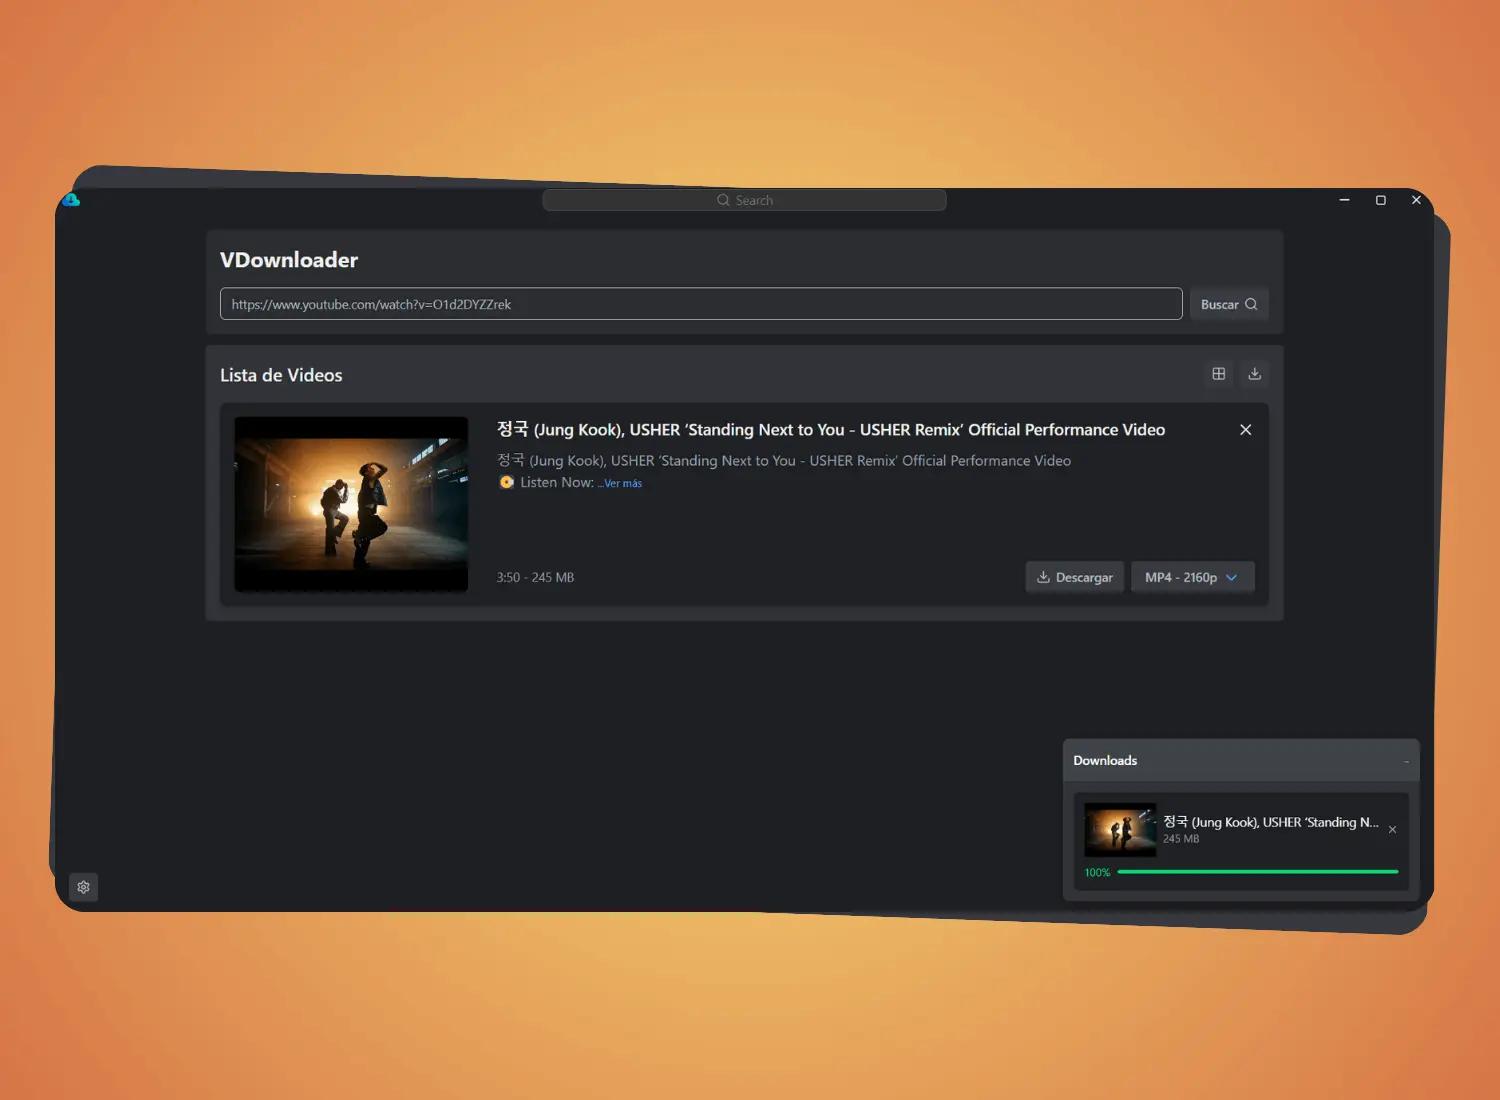 Search
VDownloader
https://www.youtube.com/watch?v=O1d2DYZZrek
Buscar
Lista de Videos
정국 (Jung Kook), USHER ‘Standing Next to You - USHER Remix’ Official Performance Video
정국 (Jung Kook), USHER ‘Standing Next to You - USHER Remix’ Official Performance Video
Listen Now: ...Ver más
3:50 - 245 MB
Descargar
MP4 - 2160p
Downloads
정국 (Jung Kook), USHER ‘Standing N...
245 MB
100%